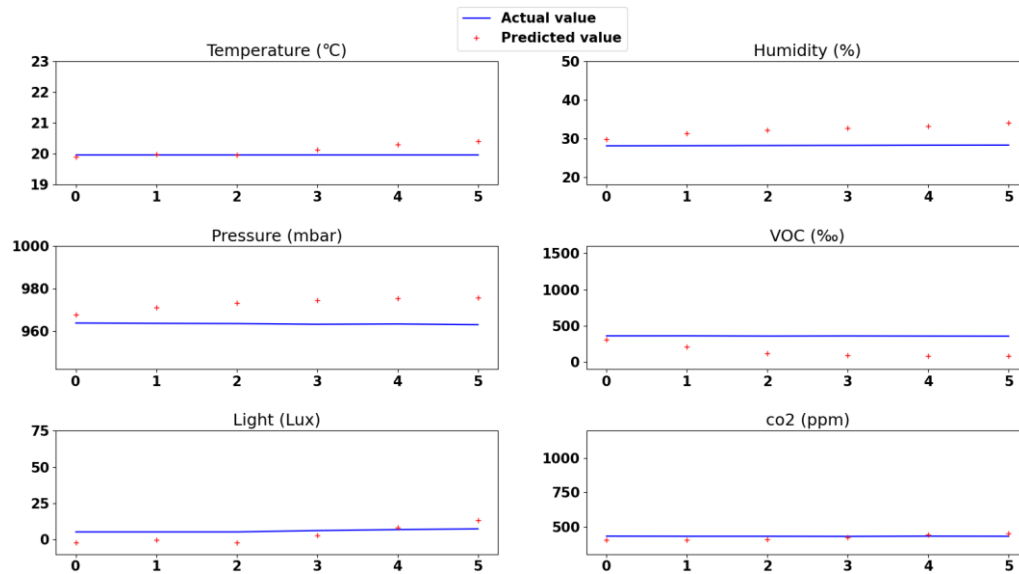 Actual value
Predicted value
Temperature (℃)
23
22
21
20
19
0 1 2 3 4 5
Humidity (%)
50
40
30
20
0 1 2 3 4 5
Pressure (mbar)
1000
980
960
0 1 2 3 4 5
VOC (‰)
1500
1000
500
0
0 1 2 3 4 5
Light (Lux)
75
50
25
0
0 1 2 3 4 5
co2 (ppm)
1000
750
500
0 1 2 3 4 5